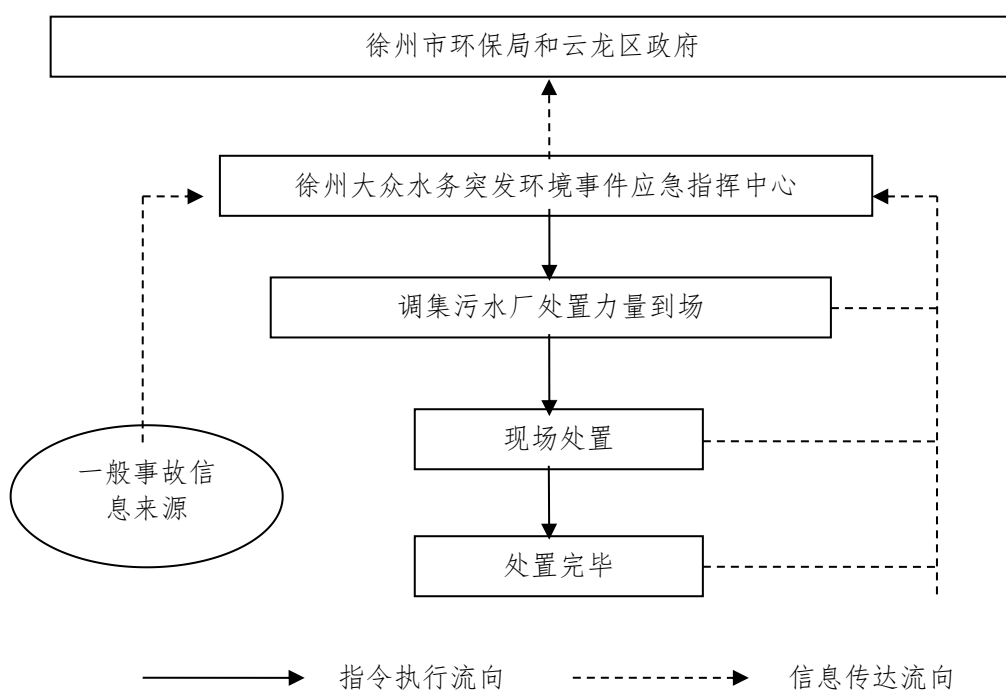 徐州市环保局和云龙区政府
徐州大众水务突发环境事件应急指挥中心
调集污水厂处置力量到场
现场处置
一般事故信
息来源
处置完毕
指令执行流向
信息传达流向